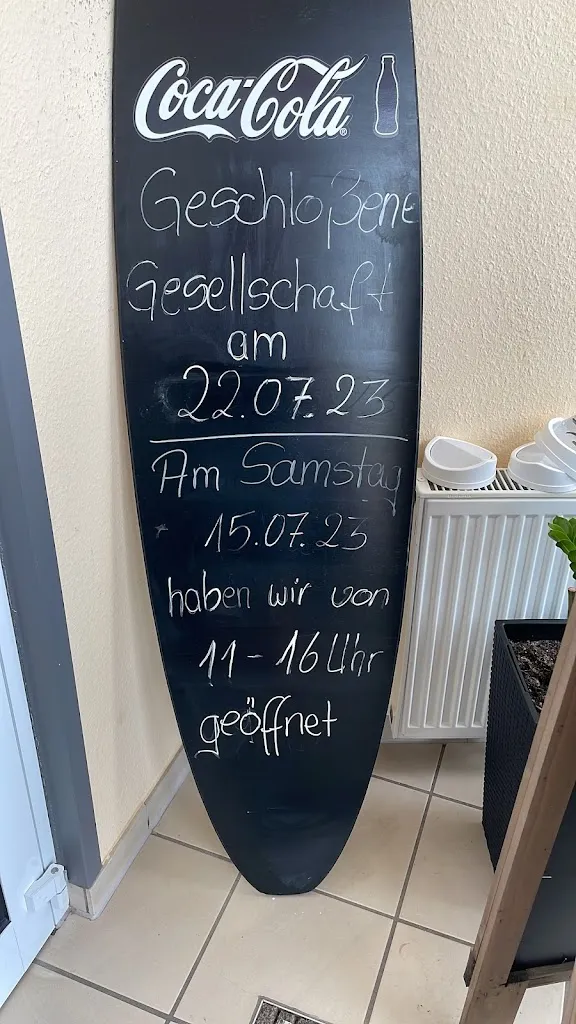 Coca-Cola
Geschloßene
Gesellschaft
am
22.07.23
Am Samstag
15.07.23
haben wir von
11-16 Uhr
geöffnet